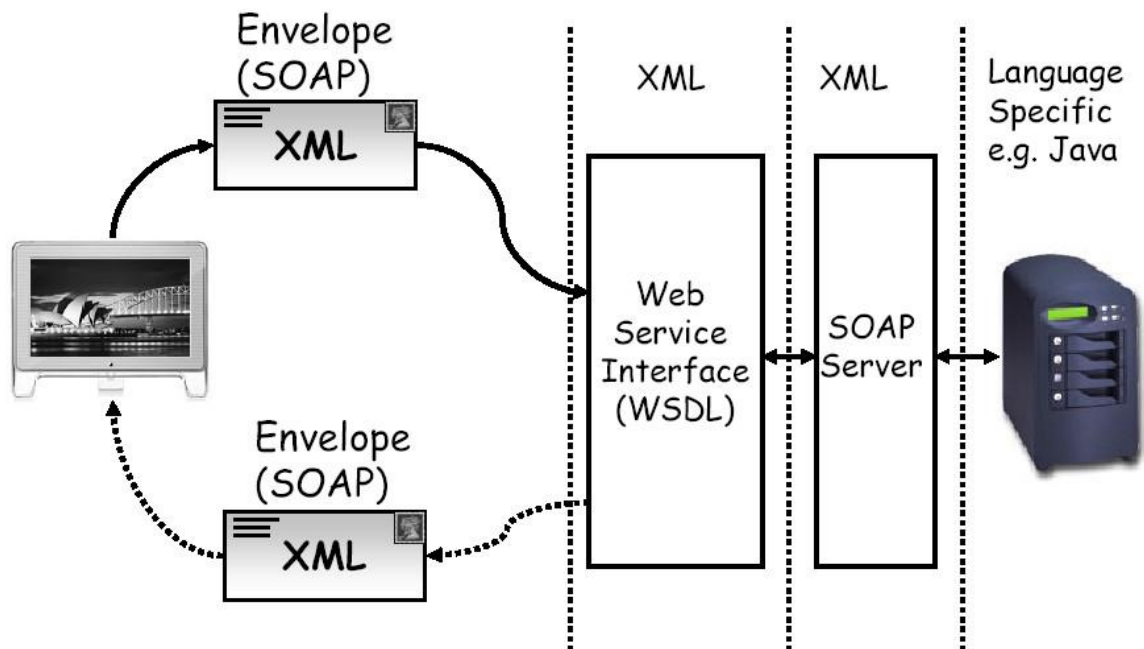 Envelope
(SOAP)
XML
XML
XML
Language
Specific
e.g. Java
Web
Service
Interface
(WSDL)
SOAP
Server
Envelope
(SOAP)
XML